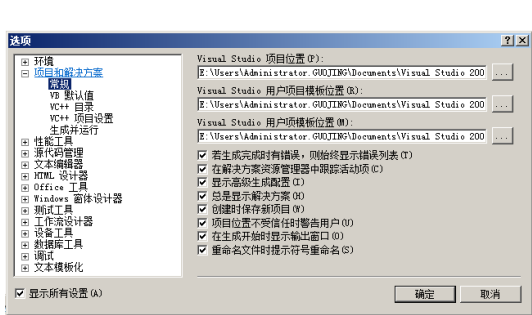 选项
环境
项目和解决方案
常规
VB 默认值
VC++ 目录
VC++ 项目设置
生成并运行
性能工具
源代码管理
文本编辑器
HTML 设计器
Office 工具
Windows 窗体设计器
测试工具
工作流设计器
设备工具
数据库工具
调试
文本模板化
显示所有设置(A)
Visual Studio 项目位置(P):
E:\Users\Administrator.GUOJING\Documents\Visual Studio 200 ...
Visual Studio 用户项目模板位置(R):
E:\Users\Administrator.GUOJING\Documents\Visual Studio 200 ...
Visual Studio 用户项模板位置(M):
E:\Users\Administrator.GUOJING\Documents\Visual Studio 200 ...
若生成完成时有错误，则始终显示错误列表(T)
在解决方案资源管理器中跟踪活动项(C)
显示高级生成配置(I)
总是显示解决方案(H)
创建时保存新项目(W)
项目位置不受信任时警告用户(U)
在生成开始时显示输出窗口(O)
重命名文件时提示符号重命名(S)
确定 取消